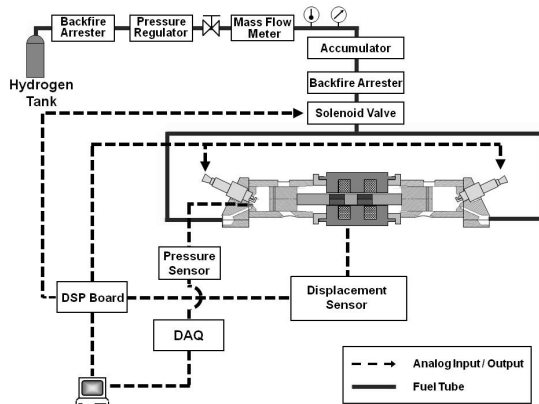 Backfire
Arrester
Pressure
Regulator
Mass Flow
Meter
Accumulator
Hydrogen
Tank
Backfire Arrester
Solenoid Valve
Pressure
Sensor
DSP Board
Displacement
Sensor
DAQ
Analog Input / Output
Fuel Tube